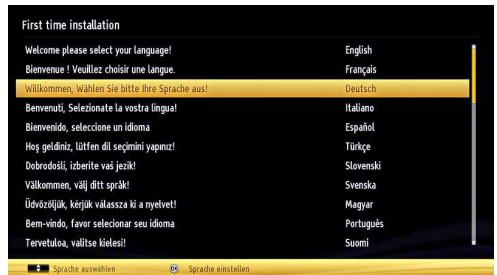 First time installation
Welcome please select your language! English
Bienvenue ! Veuillez choisir une langue. Français
Willkommen, Wählen Sie bitte Ihre Sprache aus! Deutsch
Benvenuti, Selezionate la vostra lingua! Italiano
Bienvenido, seleccione un idioma Español
Hoş geldiniz, lütfen dil seçimini yapınız! Türkçe
Dobrodošli, izberite vaš jezik! Slovenski
Välkommen, välj ditt språk! Svenska
Üdvözöljük, kérjük válassza ki a nyelvet! Magyar
Bem-vindo, favor selecionar seu idioma Português
Tervetuloa, valitse kielesi! Suomi
Sprache auswählen OK Sprache einstellen